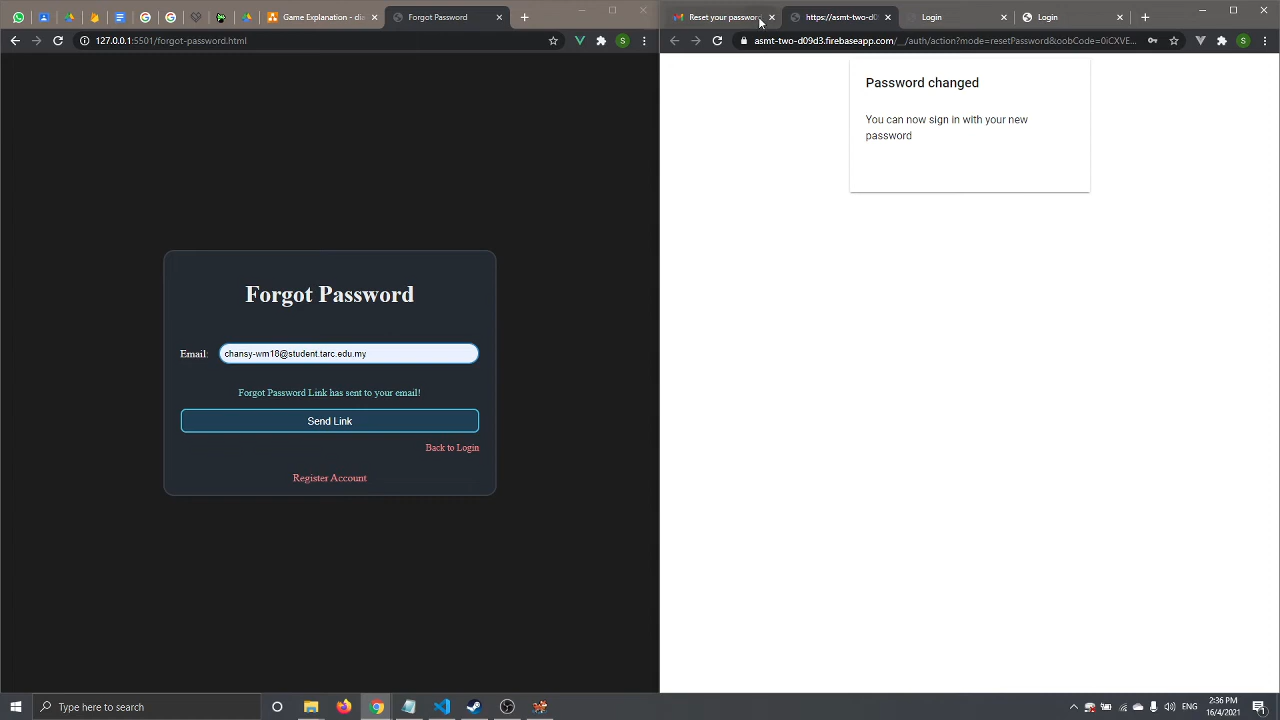 Game Explanation – di
Forgot Password
Reset your password
https://asmt-two-d09
Login
Login
127.0.0.1:5501/forgot-password.html
asmt-two-d09d3.firebaseapp.com/__/auth/action?mode=resetPassword&oobCode=0iCXVE...
Password changed
You can now sign in with your new
password
Forgot Password
Email:
chansy-wm18@student.tarc.edu.my
Forgot Password Link has sent to your email!
Send Link
Back to Login
Register Account
Type here to search
ENG
2:36 PM
16/4/2021